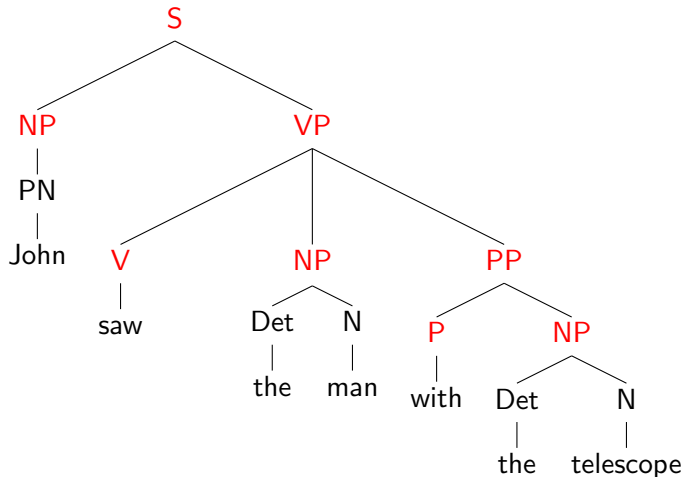 S
NP VP
PN
John V NP PP
saw Det N P NP
the man with Det N
the telescope